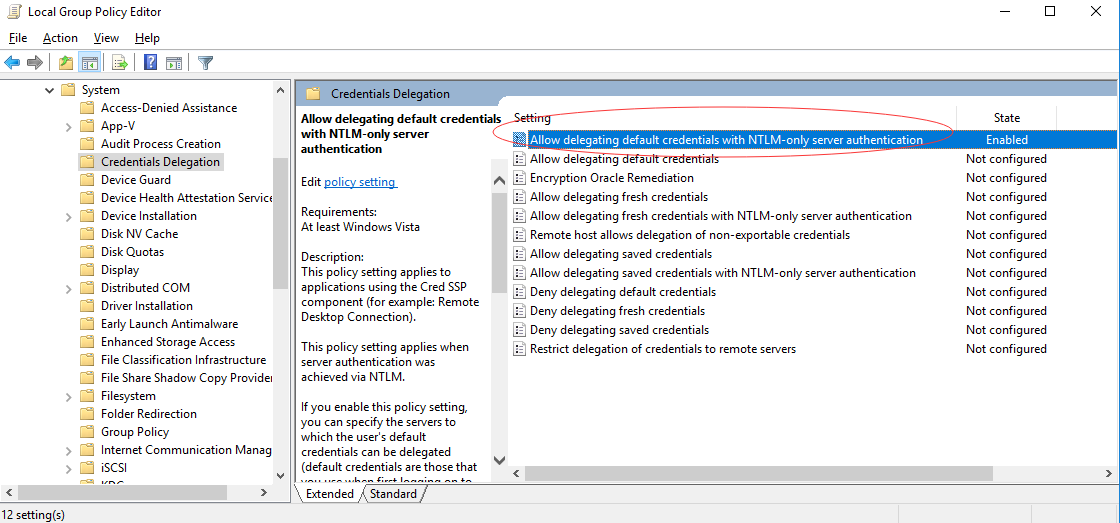 Local Group Policy Editor
File Action View Help
System
Access-Denied Assistance
App-V
Audit Process Creation
Credentials Delegation
Device Guard
Device Health Attestation Service
Device Installation
Disk NV Cache
Disk Quotas
Display
Distributed COM
Driver Installation
Early Launch Antimalware
Enhanced Storage Access
File Classification Infrastructure
File Share Shadow Copy Provider
Filesystem
Folder Redirection
Group Policy
Internet Communication Manag
iSCSI
KDC
Credentials Delegation
Allow delegating default credentials
with NTLM-only server
authentication
Edit policy setting
Requirements:
At least Windows Vista
Description:
This policy setting applies to
applications using the Cred SSP
component (for example: Remote
Desktop Connection).
This policy setting applies when
server authentication was
achieved via NTLM.
If you enable this policy setting,
you can specify the servers to
which the user's default
credentials can be delegated
(default credentials are those that
you use when first logging on to
Setting State
Allow delegating default credentials with NTLM-only server authentication Enabled
Allow delegating default credentials Not configured
Encryption Oracle Remediation Not configured
Allow delegating fresh credentials Not configured
Allow delegating fresh credentials with NTLM-only server authentication Not configured
Remote host allows delegation of non-exportable credentials Not configured
Allow delegating saved credentials Not configured
Allow delegating saved credentials with NTLM-only server authentication Not configured
Deny delegating default credentials Not configured
Deny delegating fresh credentials Not configured
Deny delegating saved credentials Not configured
Restrict delegation of credentials to remote servers Not configured
Extended Standard
12 setting(s)